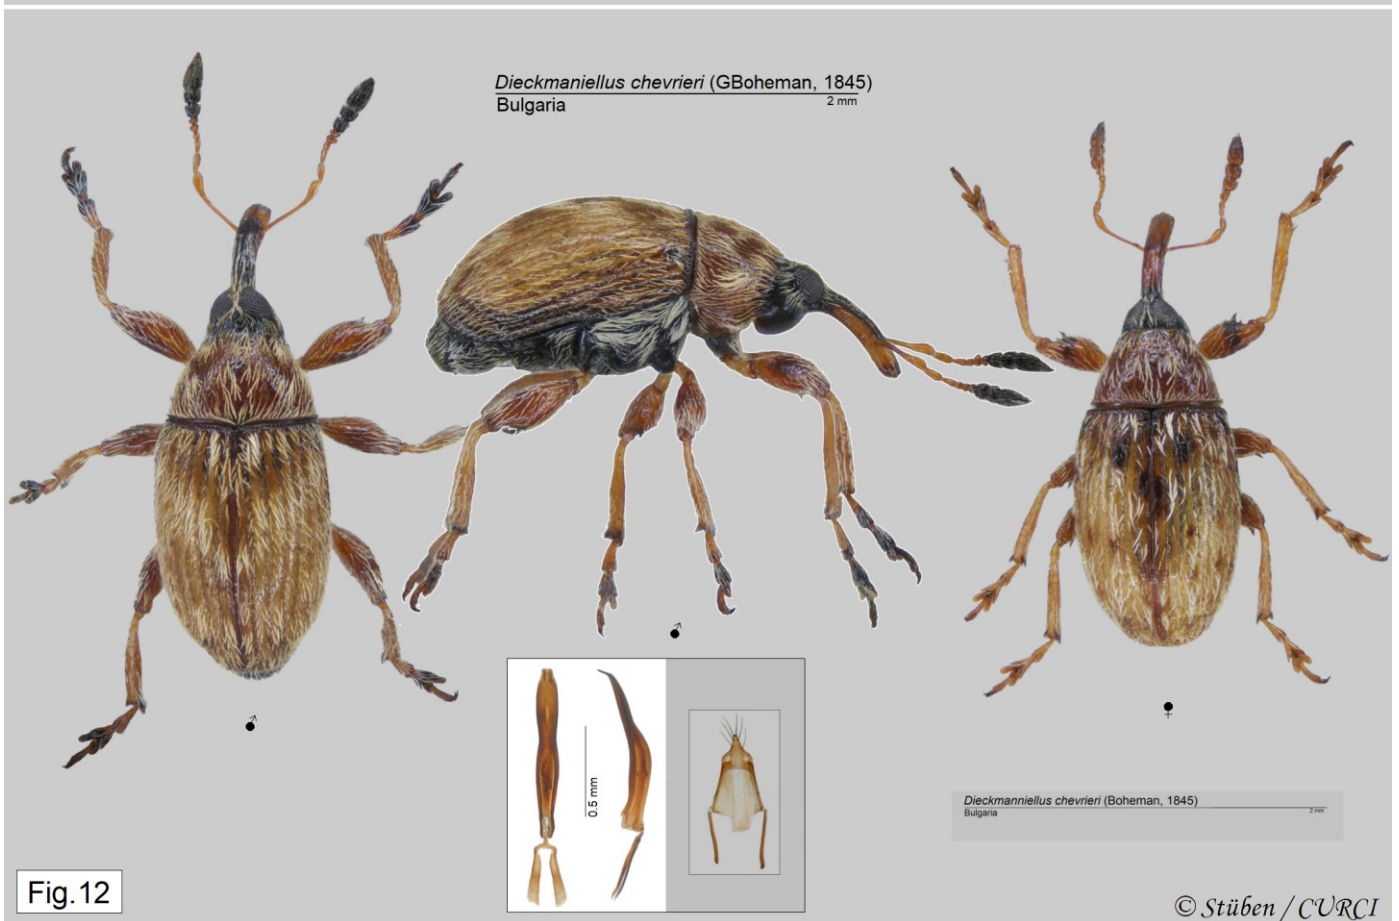 Dieckmaniellus chevrieri (GBoheman, 1845)
Bulgaria 2 mm
♂
♂
♀
0.5 mm
Dieckmanniellus chevrieri (Boheman, 1845)
Bulgaria 2 mm
Fig.12
© Stüben / CURCI